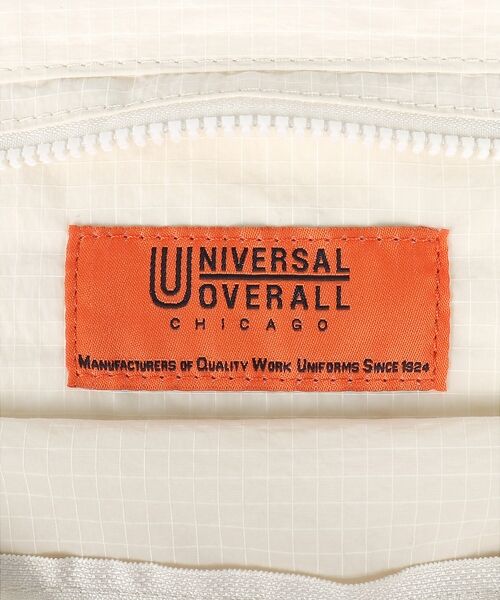 UNIVERSAL
OVERALL
CHICAGO
MANUFACTURERS OF QUALITY WORK UNIFORMS SINCE 1924